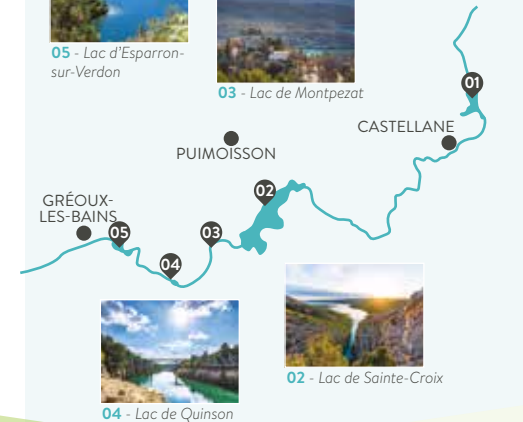 05 - Lac d'Esparron-
sur-Verdon
03 - Lac de Montpezat
01
CASTELLANE
PUIMOISSON
02
GRÉOUX-
LES-BAINS
05
03
04
02 - Lac de Sainte-Croix
04 - Lac de Quinson